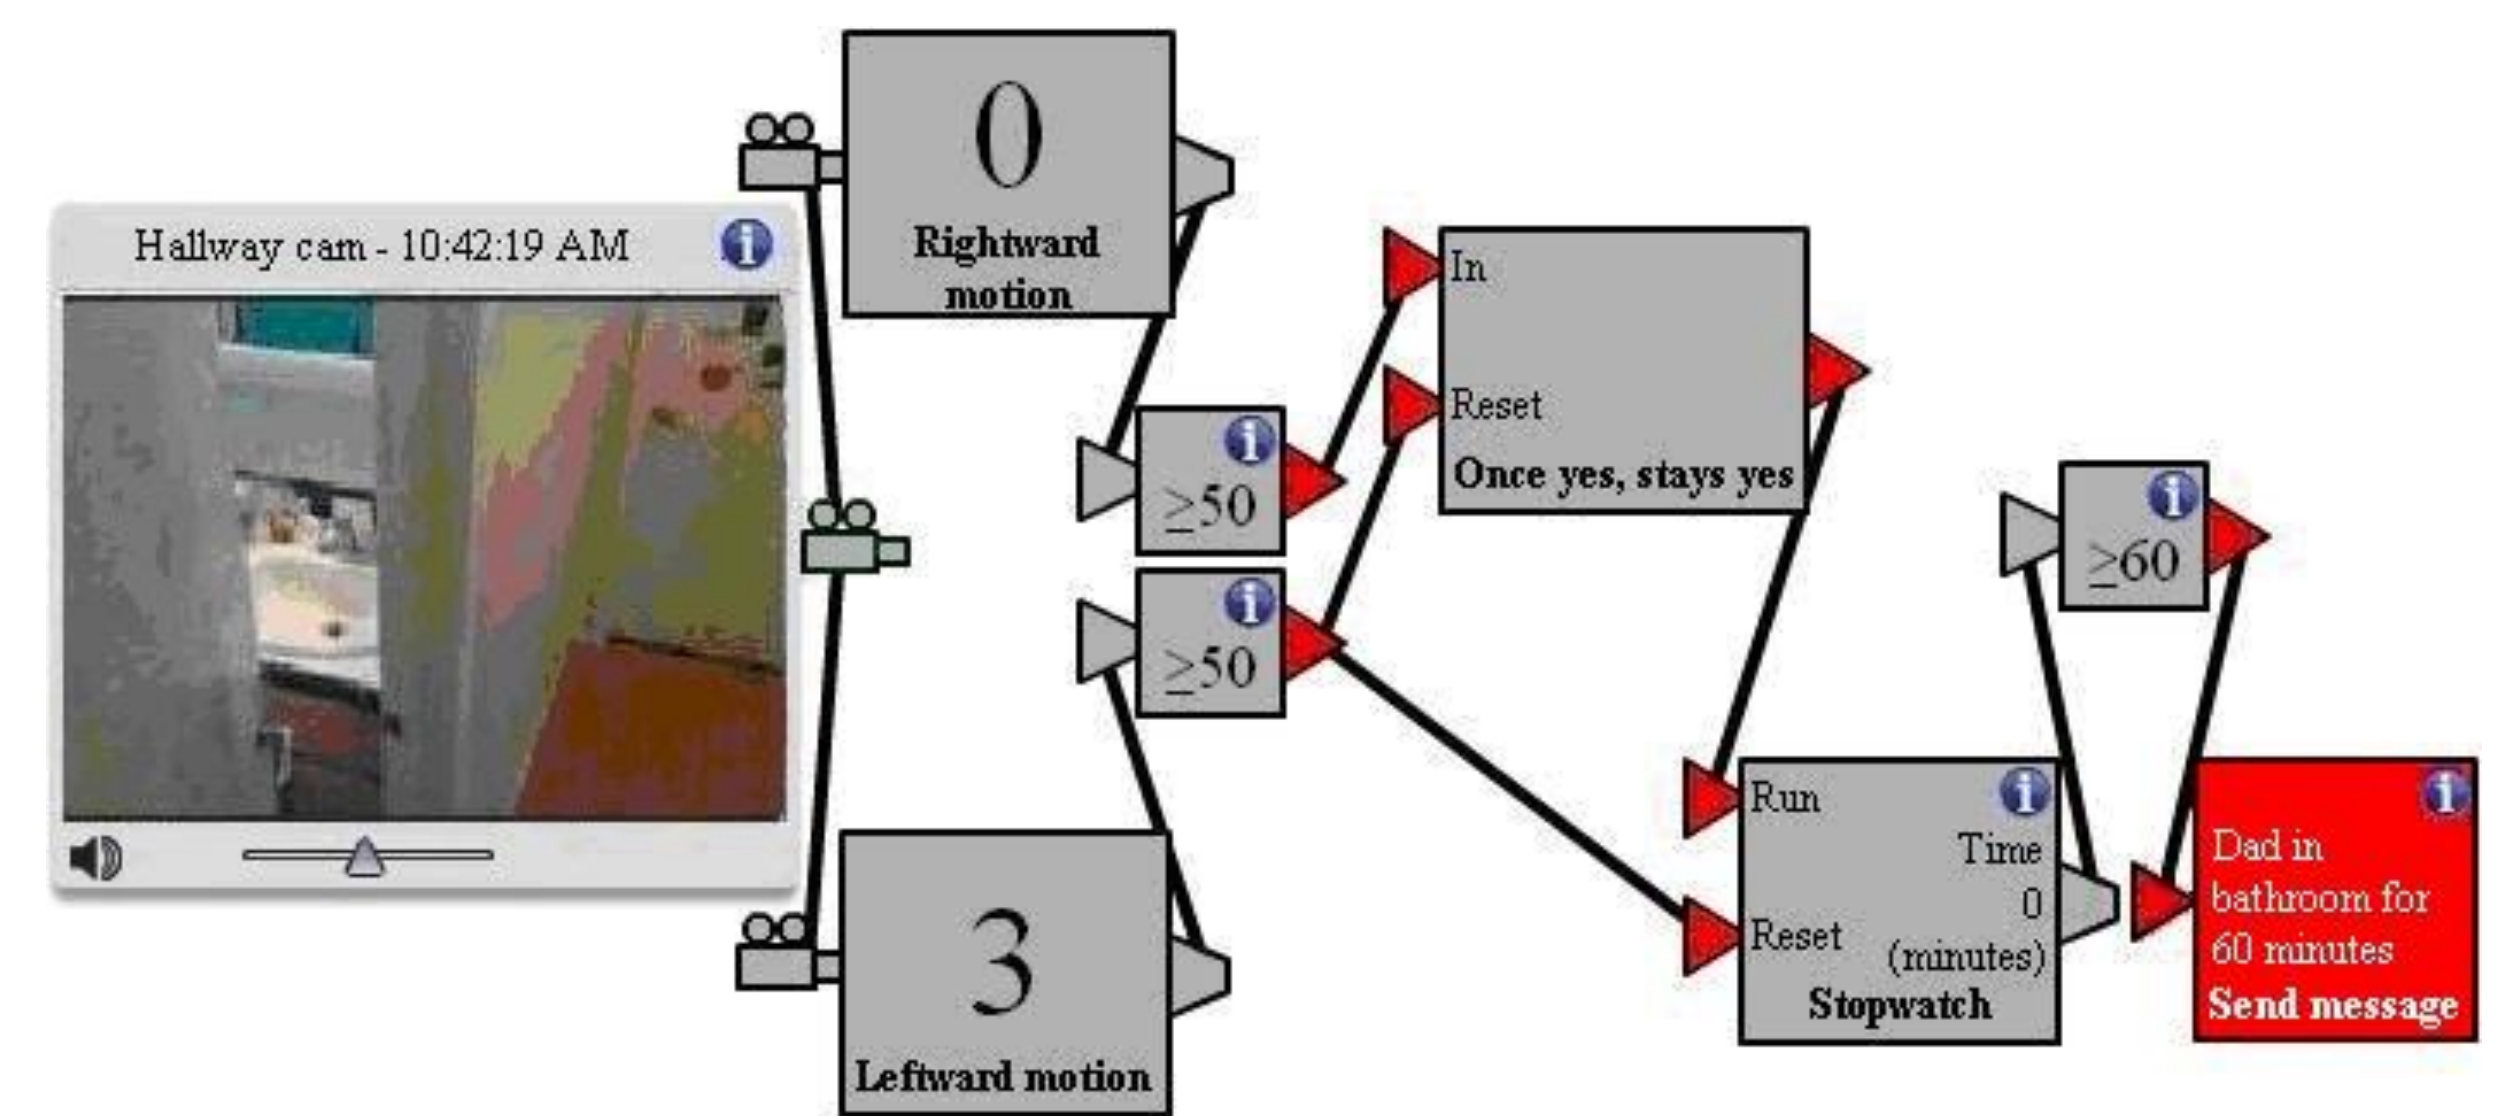 Hallway cam - 10:42:19 AM
0
Rightward
motion
≥50
≥50
3
Leftward motion
In
Reset
Once yes, stays yes
Run
Reset
Time
0
(minutes)
Stopwatch
≥60
Dad in
bathroom for
60 minutes
Send message